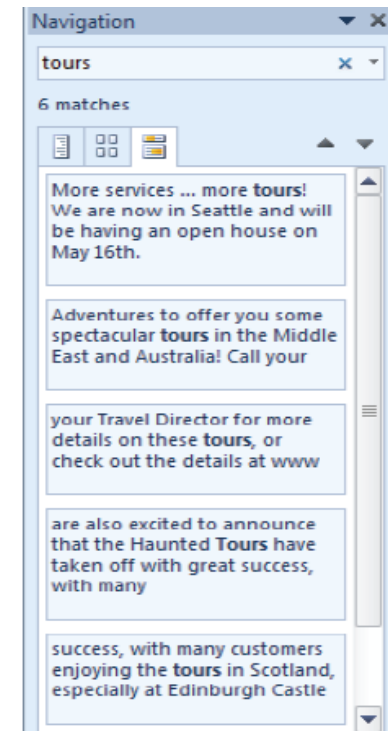 Navigation
tours
6 matches
More services ... more tours!
We are now in Seattle and will
be having an open house on
May 16th.
Adventures to offer you some
spectacular tours in the Middle
East and Australia! Call your
your Travel Director for more
details on these tours, or
check out the details at www
are also excited to announce
that the Haunted Tours have
taken off with great success,
with many
success, with many customers
enjoying the tours in Scotland,
especially at Edinburgh Castle